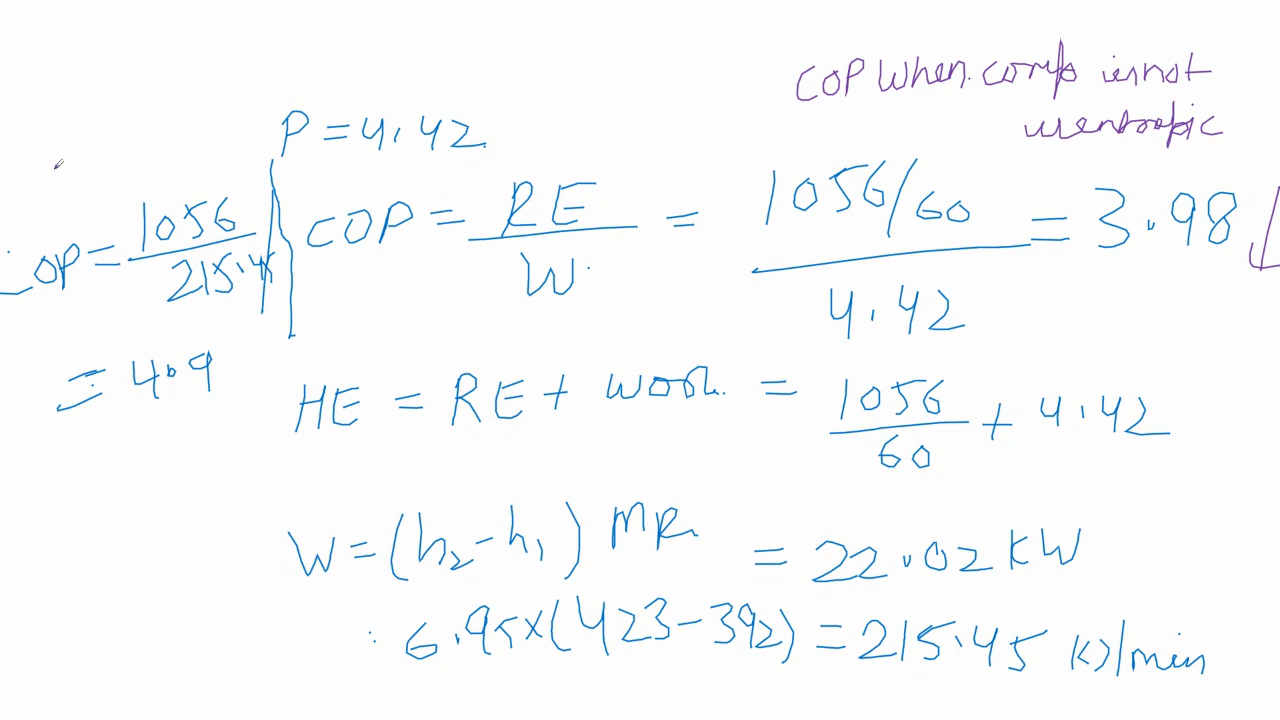 COP when comp is not
isentropic
P = 4.42
COP = 1056 / 215.45 COP = RE / W = 1056/60 / 4.42 = 3.98
= 4.9
HE = RE + work = 1056 / 60 + 4.42
W = (h2 - h1) MR = 22.02 KW
6.95 x (423 - 392) = 215.45 KJ/min